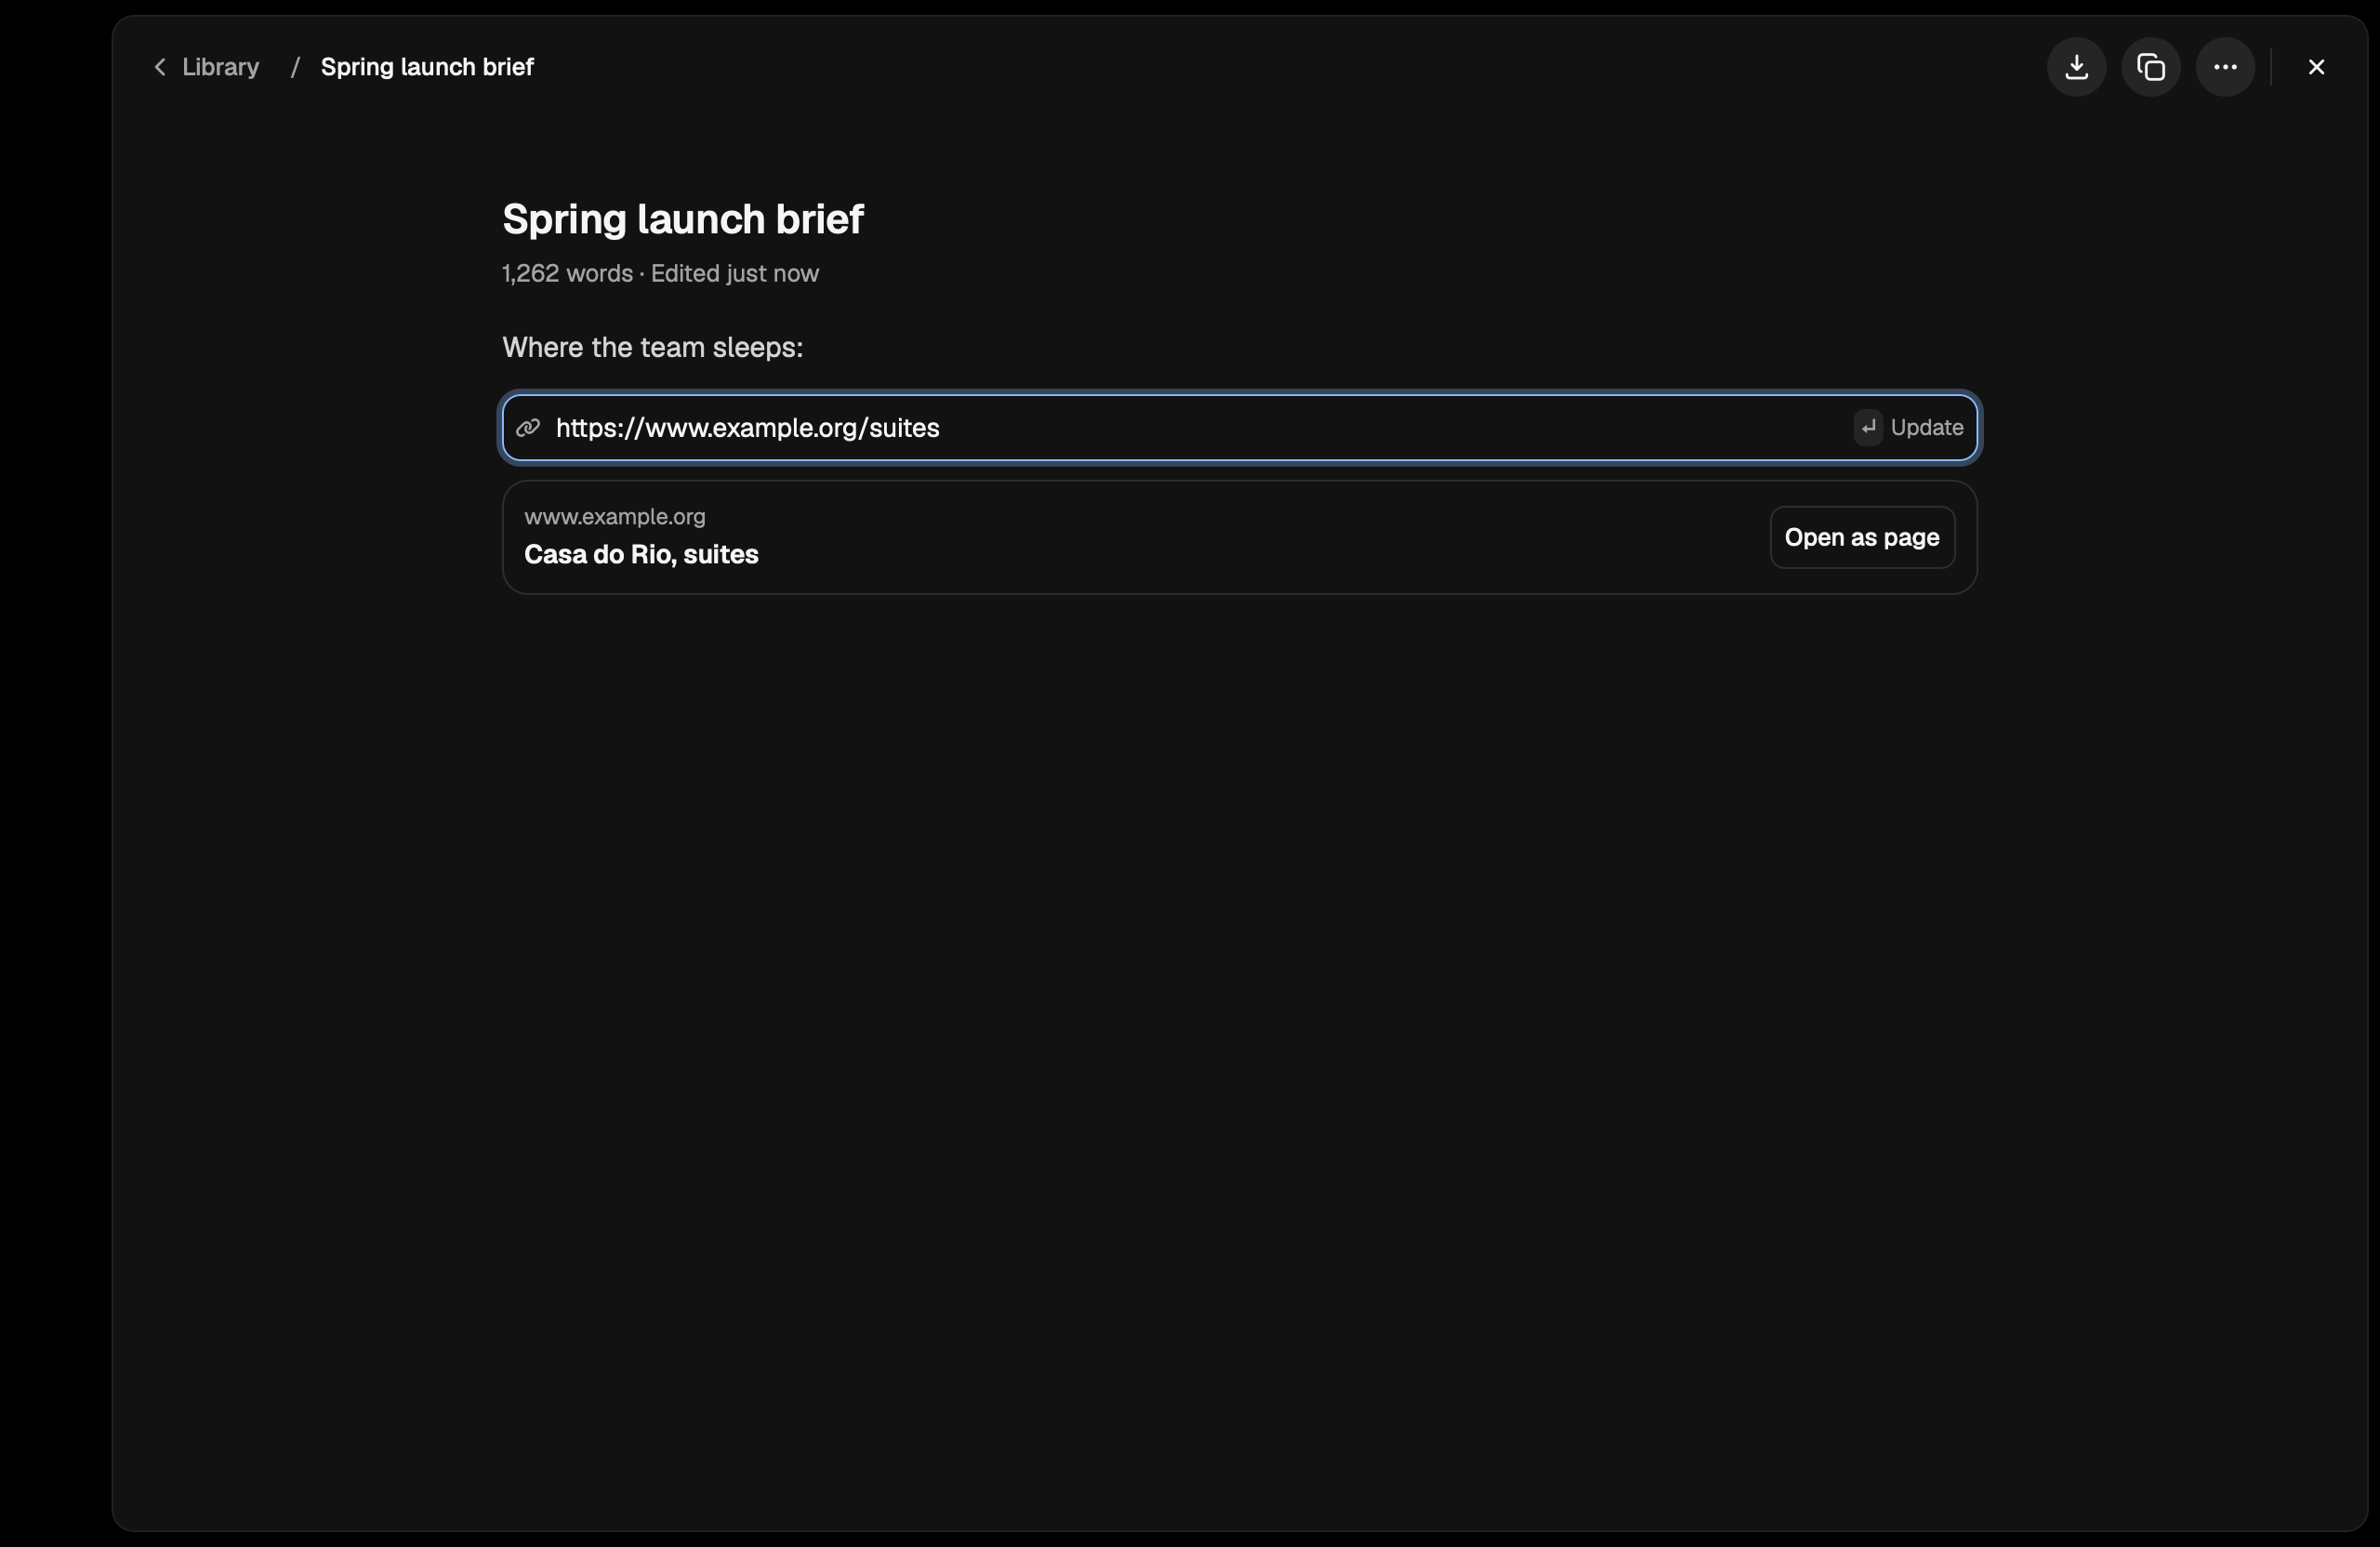 Library / Spring launch brief
Spring launch brief
1,262 words · Edited just now
Where the team sleeps:
https://www.example.org/suites
Update
www.example.org
Casa do Rio, suites
Open as page